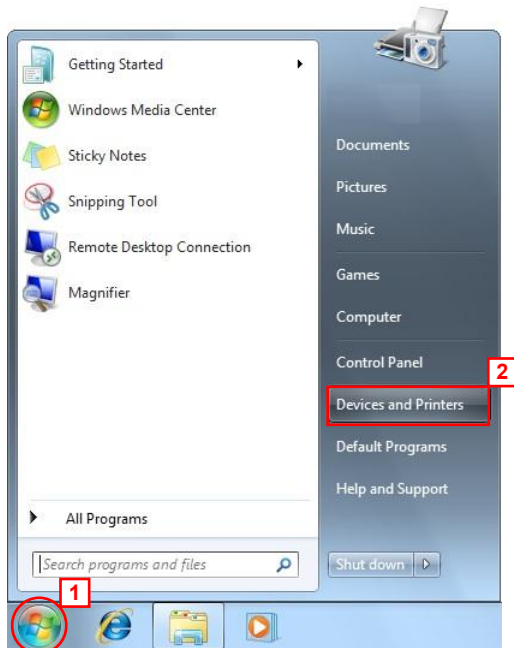 Getting Started
Windows Media Center
Sticky Notes
Snipping Tool
Remote Desktop Connection
Magnifier
All Programs
Search programs and files
Documents
Pictures
Music
Games
Computer
Control Panel
2
Devices and Printers
Default Programs
Help and Support
Shut down
1